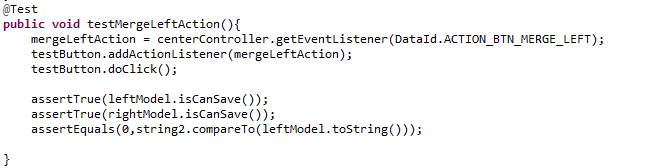 @Test
public void testMergeLeftAction(){
    mergeLeftAction = centerController.getEventListener(DataId.ACTION_BTN_MERGE_LEFT);
    testButton.addActionListener(mergeLeftAction);
    testButton.doClick();
    assertTrue(leftModel.isCanSave());
    assertTrue(rightModel.isCanSave());
    assertEquals(0,string2.compareTo(leftModel.toString()));
}